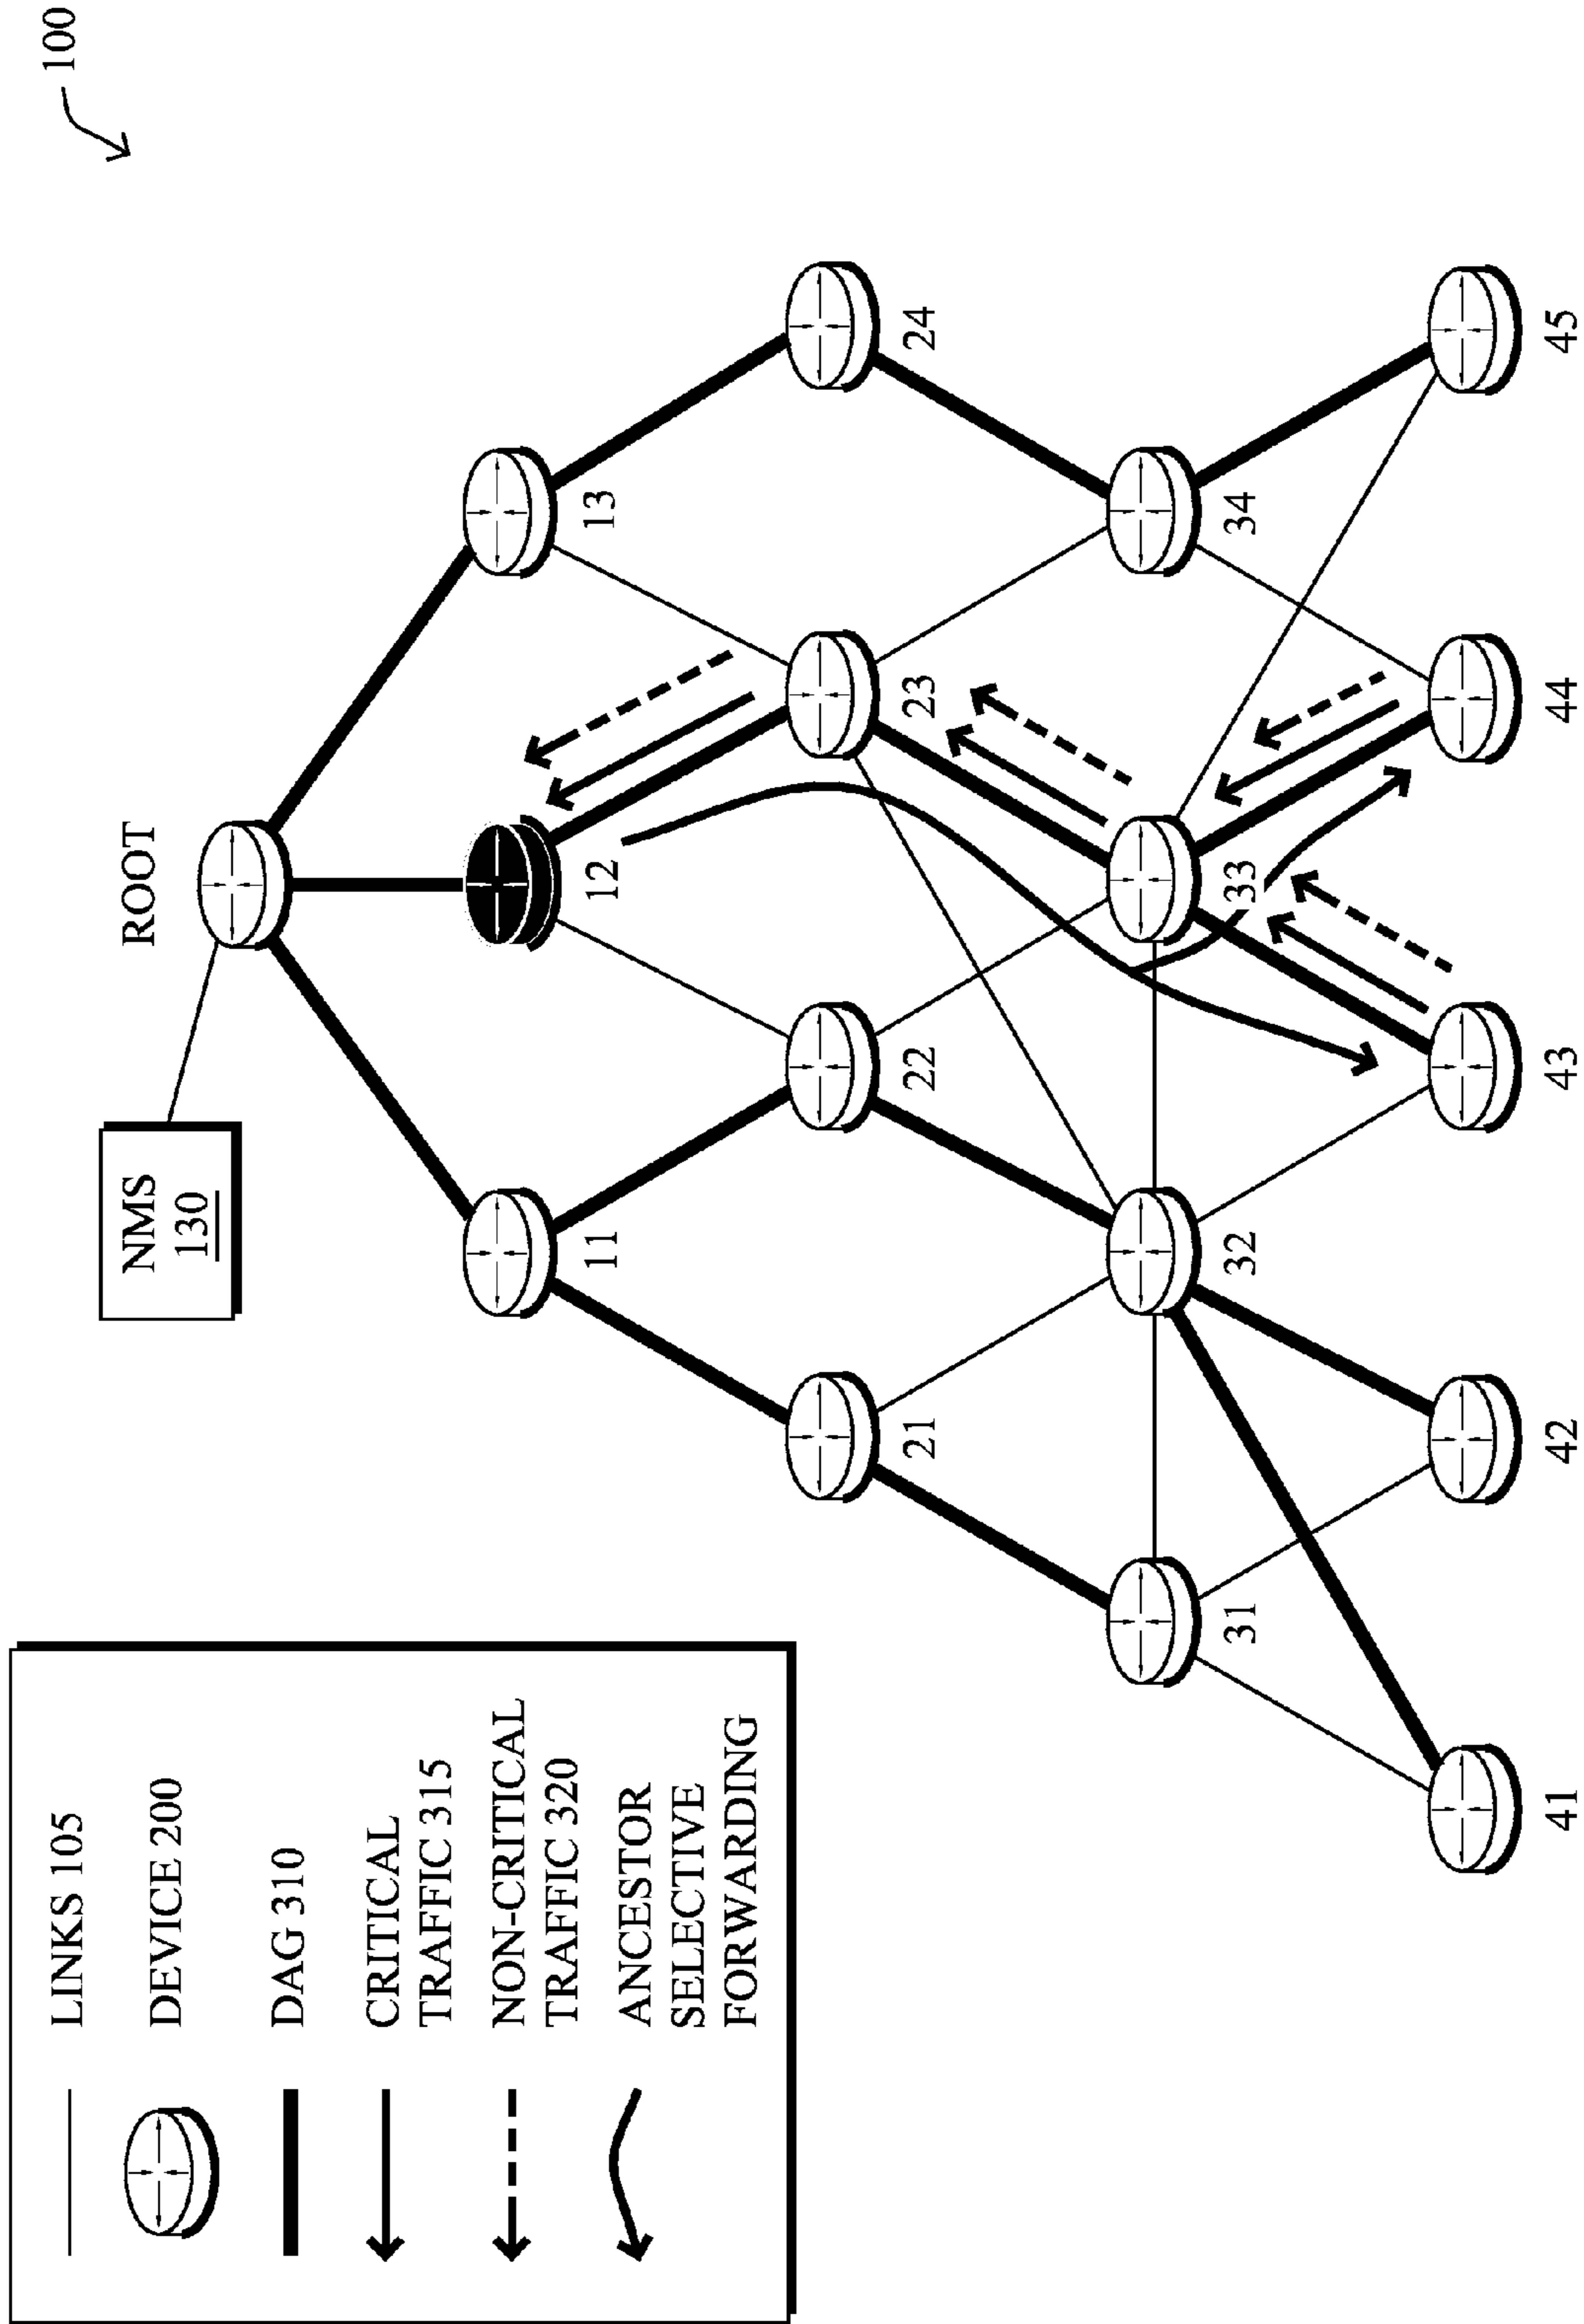 LINKS 105
DEVICE 200
DAG 310
CRITICAL
TRAFFIC 315
NON-CRITICAL
TRAFFIC 320
ANCESTOR
SELECTIVE
FORWARDING
100
NMS
130
ROOT
11
12
13
21
22
23
24
31
32
33
34
41
42
43
44
45